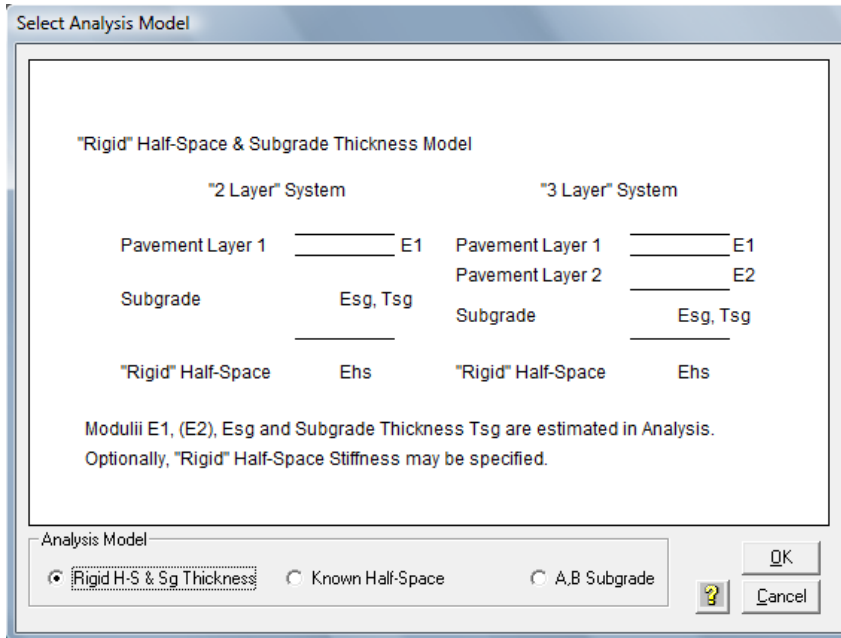 Select Analysis Model
"Rigid" Half-Space & Subgrade Thickness Model
"2 Layer" System "3 Layer" System
Pavement Layer 1 E1 Pavement Layer 1 E1
Pavement Layer 2 E2
Subgrade Esg, Tsg
Subgrade Esg, Tsg
"Rigid" Half-Space Ehs "Rigid" Half-Space Ehs
Modulii E1, (E2), Esg and Subgrade Thickness Tsg are estimated in Analysis.
Optionally, "Rigid" Half-Space Stiffness may be specified.
Analysis Model
Rigid H-S & Sg Thickness Known Half-Space A,B Subgrade
OK
?
Cancel